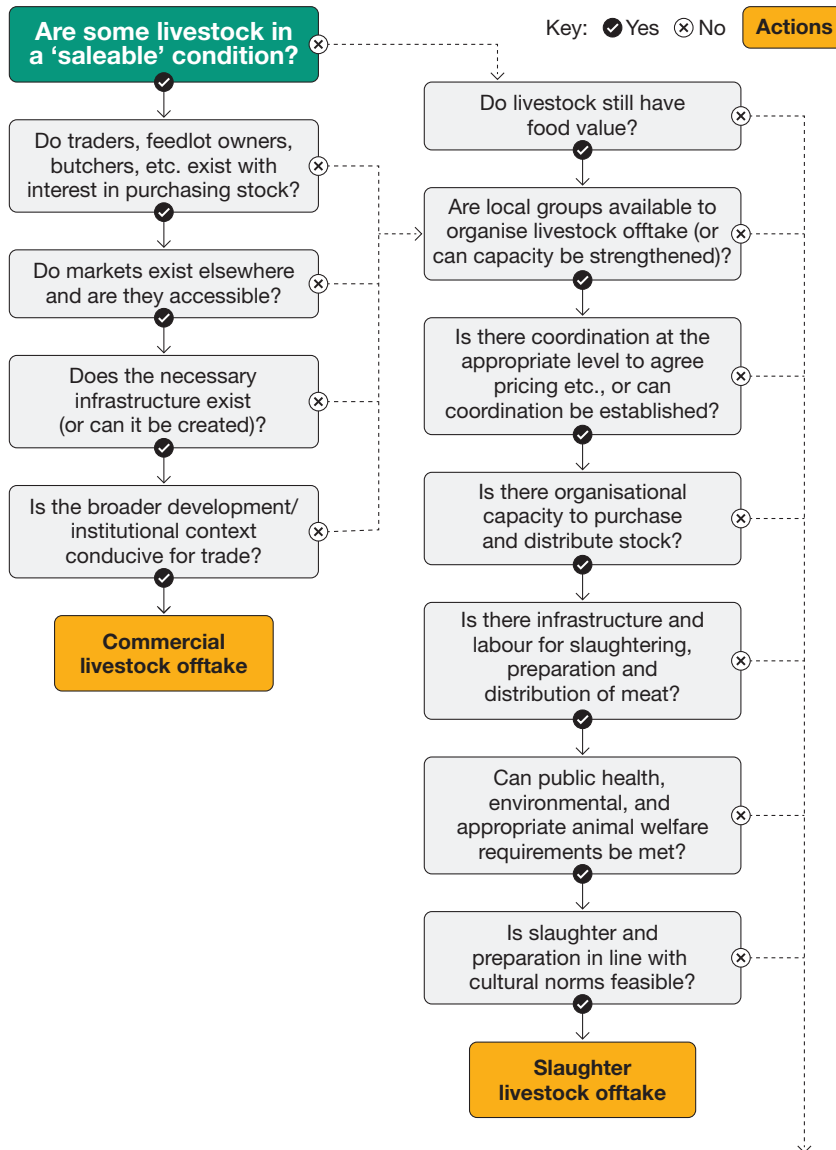 Are some livestock in
a ‘saleable’ condition?
Key: Yes No Actions
Do traders, feedlot owners,
butchers, etc. exist with
interest in purchasing stock?
Do markets exist elsewhere
and are they accessible?
Does the necessary
infrastructure exist
(or can it be created)?
Is the broader development/
institutional context
conducive for trade?
Commercial
livestock offtake
Do livestock still have
food value?
Are local groups available to
organise livestock offtake (or
can capacity be strengthened)?
Is there coordination at the
appropriate level to agree
pricing etc., or can
coordination be established?
Is there organisational
capacity to purchase
and distribute stock?
Is there infrastructure and
labour for slaughtering,
preparation and
distribution of meat?
Can public health,
environmental, and
appropriate animal welfare
requirements be met?
Is slaughter and
preparation in line with
cultural norms feasible?
Slaughter
livestock offtake